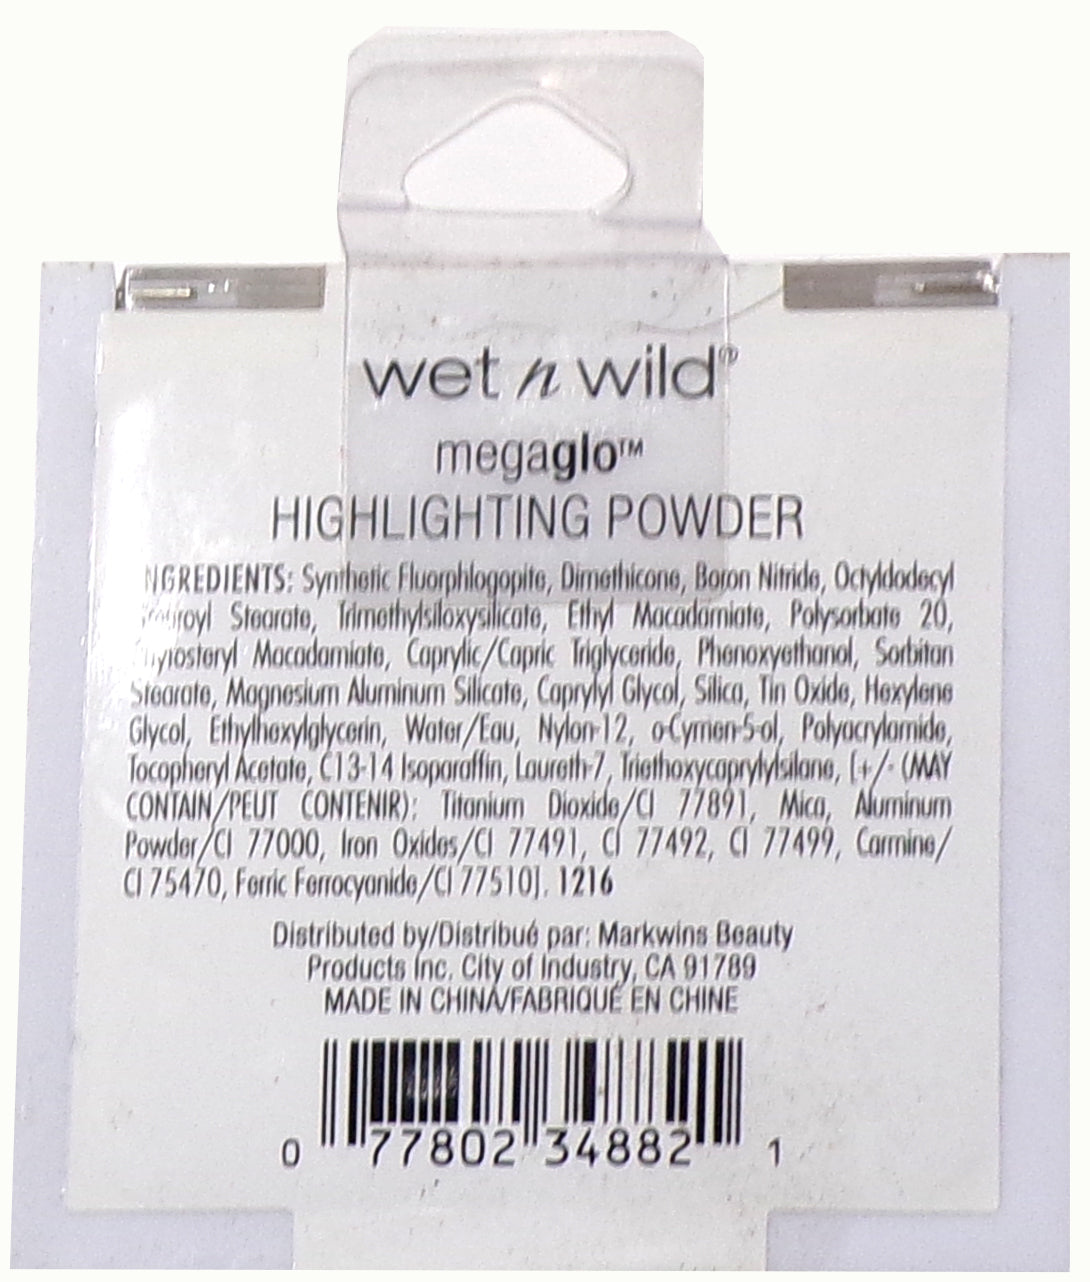 wet n wild®
megaglo™
HIGHLIGHTING POWDER
NGREDIENTS: Synthetic Fluorphlogopite, Dimethicone, Boron Nitride, Octyldodecyl
Stearate, Trimethylsiloxysilicate, Ethyl Macadamiate, Polysorbate 20,
Macadamiate, Caprylic/Capric Triglyceride, Phenoxyethanol, Sorbitan
Stearate, Magnesium Aluminum Silicate, Caprylyl Glycol, Silica, Tin Oxide, Hexylene
Glycol, Ethylhexylglycerin, Water/Eau, Nylon-12, o-Cymen-5-ol, Polyacrylamide,
Tocopheryl Acetate, C13-14 Isoparaffin, Laureth-7, Triethoxycaprylylsilane, [+/- (MAY
CONTAIN/PEUT CONTENIR): Titanium Dioxide/CI 77891, Mica, Aluminum
Powder/CI 77000, Iron Oxides/CI 77491, CI 77492, CI 77499, Carmine/
CI 75470, Ferric Ferrocyanide/CI 77510]. 1216
Distributed by/Distribué par: Markwins Beauty
Products Inc. City of Industry, CA 91789
MADE IN CHINA/FABRIQUÉ EN CHINE
0 77802 34882 1